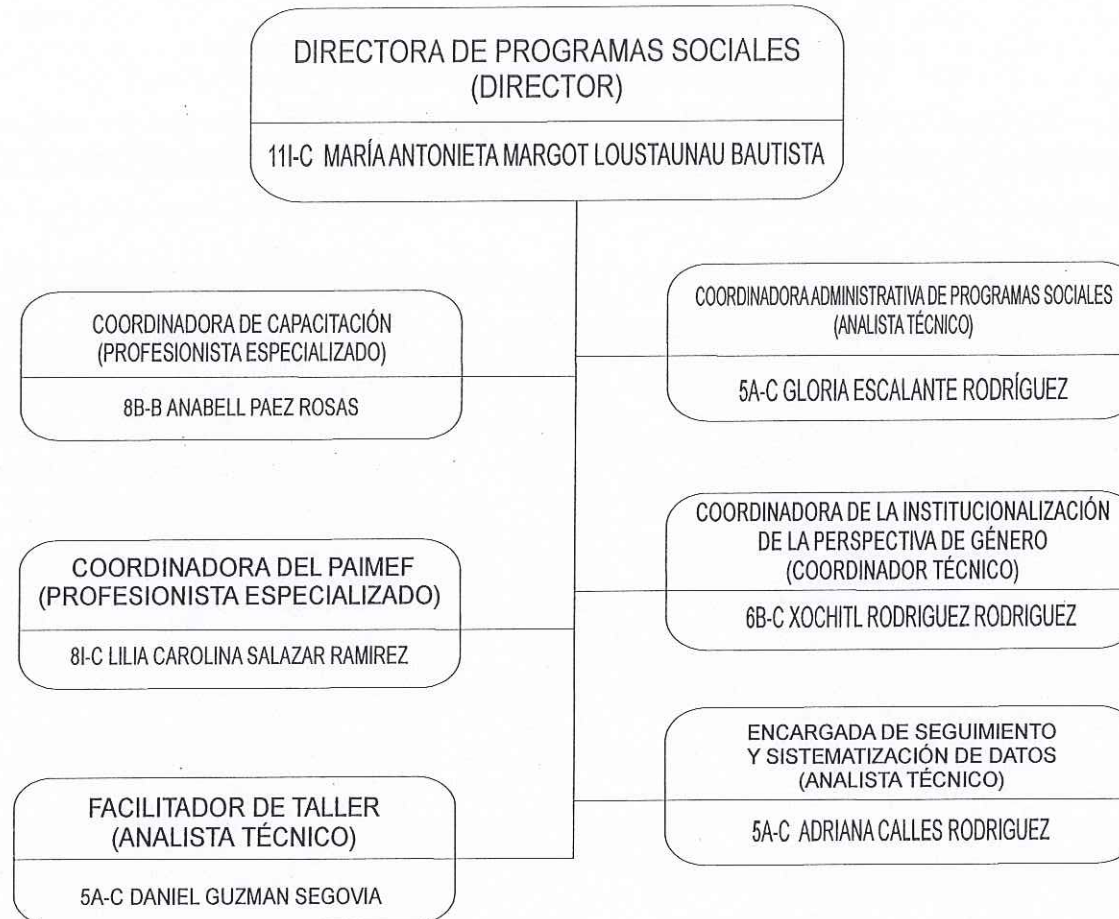 DIRECTORA DE PROGRAMAS SOCIALES
(DIRECTOR)
11I-C MARÍA ANTONIETA MARGOT LOUSTAUNAU BAUTISTA
COORDINADORA DE CAPACITACIÓN
(PROFESIONISTA ESPECIALIZADO)
8B-B ANABELL PAEZ ROSAS
COORDINADORA ADMINISTRATIVA DE PROGRAMAS SOCIALES
(ANALISTA TÉCNICO)
5A-C GLORIA ESCALANTE RODRÍGUEZ
COORDINADORA DEL PAIMEF
(PROFESIONISTA ESPECIALIZADO)
8I-C LILIA CAROLINA SALAZAR RAMIREZ
COORDINADORA DE LA INSTITUCIONALIZACIÓN
DE LA PERSPECTIVA DE GÉNERO
(COORDINADOR TÉCNICO)
6B-C XOCHITL RODRIGUEZ RODRIGUEZ
FACILITADOR DE TALLER
(ANALISTA TÉCNICO)
5A-C DANIEL GUZMAN SEGOVIA
ENCARGADA DE SEGUIMIENTO
Y SISTEMATIZACIÓN DE DATOS
(ANALISTA TÉCNICO)
5A-C ADRIANA CALLES RODRIGUEZ